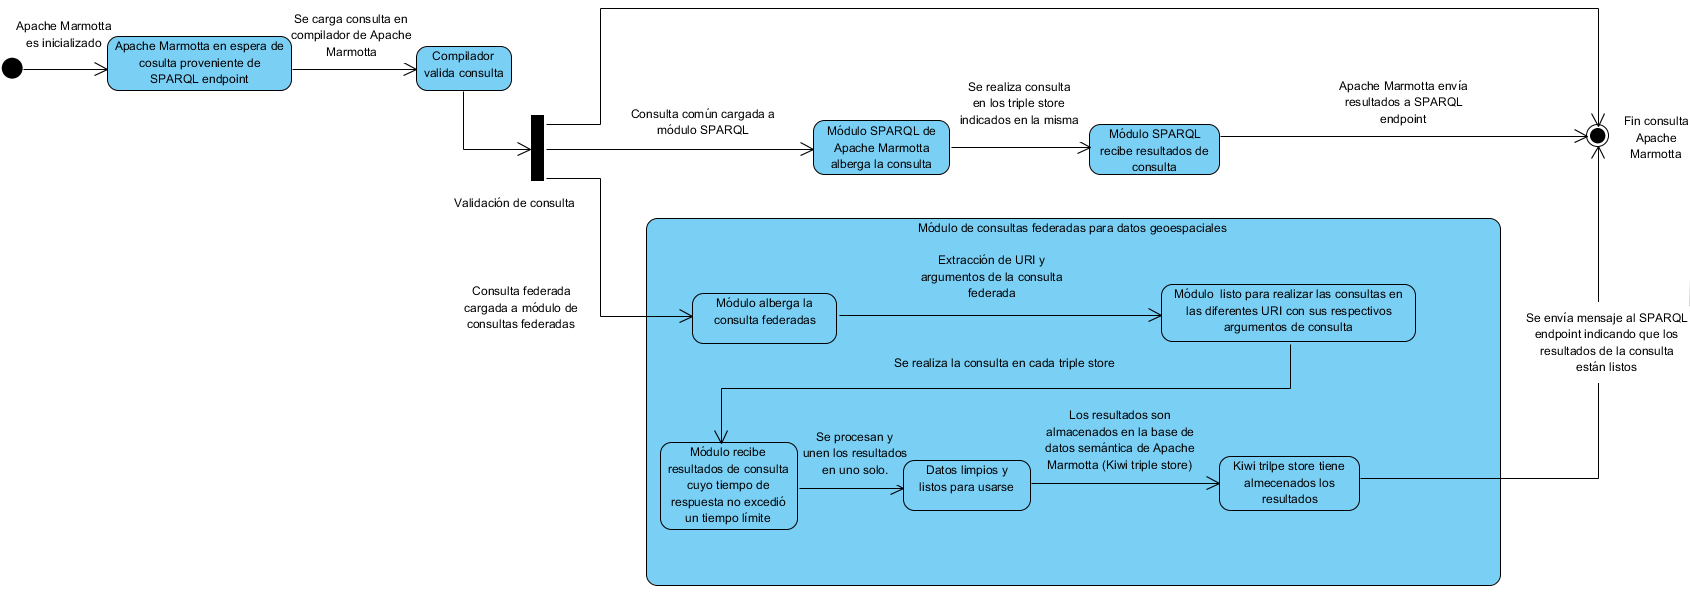 Apache Marmotta
es inicializado
Apache Marmotta en espera de
cosulta proveniente de
SPARQL endpoint
Se carga consulta en
compilador de Apache
Marmotta
Compilador
valida consulta
Validación de consulta
Consulta común cargada a
módulo SPARQL
Módulo SPARQL de
Apache Marmotta
alberga la consulta
Se realiza consulta
en los triple store
indicados en la misma
Módulo SPARQL
recibe resultados de
consulta
Apache Marmotta envía
resultados a SPARQL
endpoint
Fin consulta
Apache
Marmotta
Consulta federada
cargada a módulo de
consultas federadas
Módulo de consultas federadas para datos geoespaciales
Módulo alberga la
consulta federadas
Extracción de URI y
argumentos de la consulta
federada
Módulo  listo para realizar las consultas en
las diferentes URI con sus respectivos
argumentos de consulta
Se realiza la consulta en cada triple store
Módulo recibe
resultados de consulta
cuyo tiempo de
respuesta no excedió
un tiempo límite
Se procesan y
unen los resultados
en uno solo.
Datos limpios y
listos para usarse
Los resultados son
almacenados en la base de
datos semántica de Apache
Marmotta (Kiwi triple store)
Kiwi trilpe store tiene
almecenados los
resultados
Se envía mensaje al SPARQL
endpoint indicando que los
resultados de la consulta
están listos